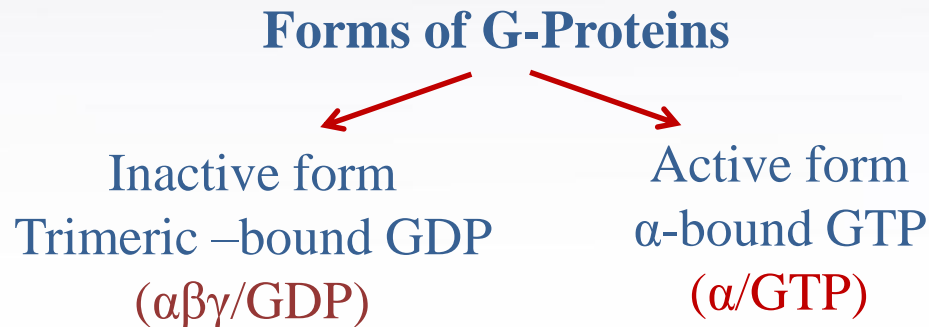 Forms of G-Proteins
Inactive form
Trimeric –bound GDP
(αβγ/GDP)
Active form
α-bound GTP
(α/GTP)